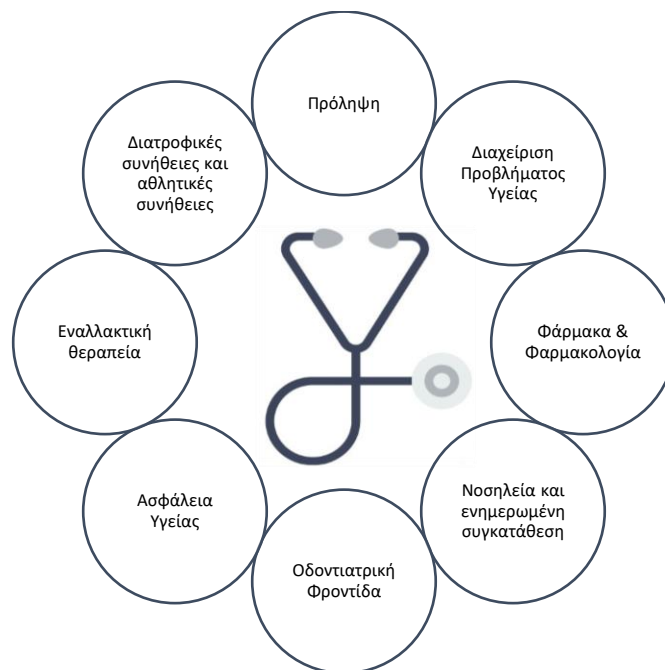 Πρόληψη
Διαχείριση
Προβλήματος
Υγείας
Φάρμακα &
Φαρμακολογία
Νοσηλεία και
ενημερωμένη
συγκατάθεση
Οδοντιατρική
Φροντίδα
Ασφάλεια
Υγείας
Εναλλακτική
θεραπεία
Διατροφικές
συνήθειες και
αθλητικές
συνήθειες